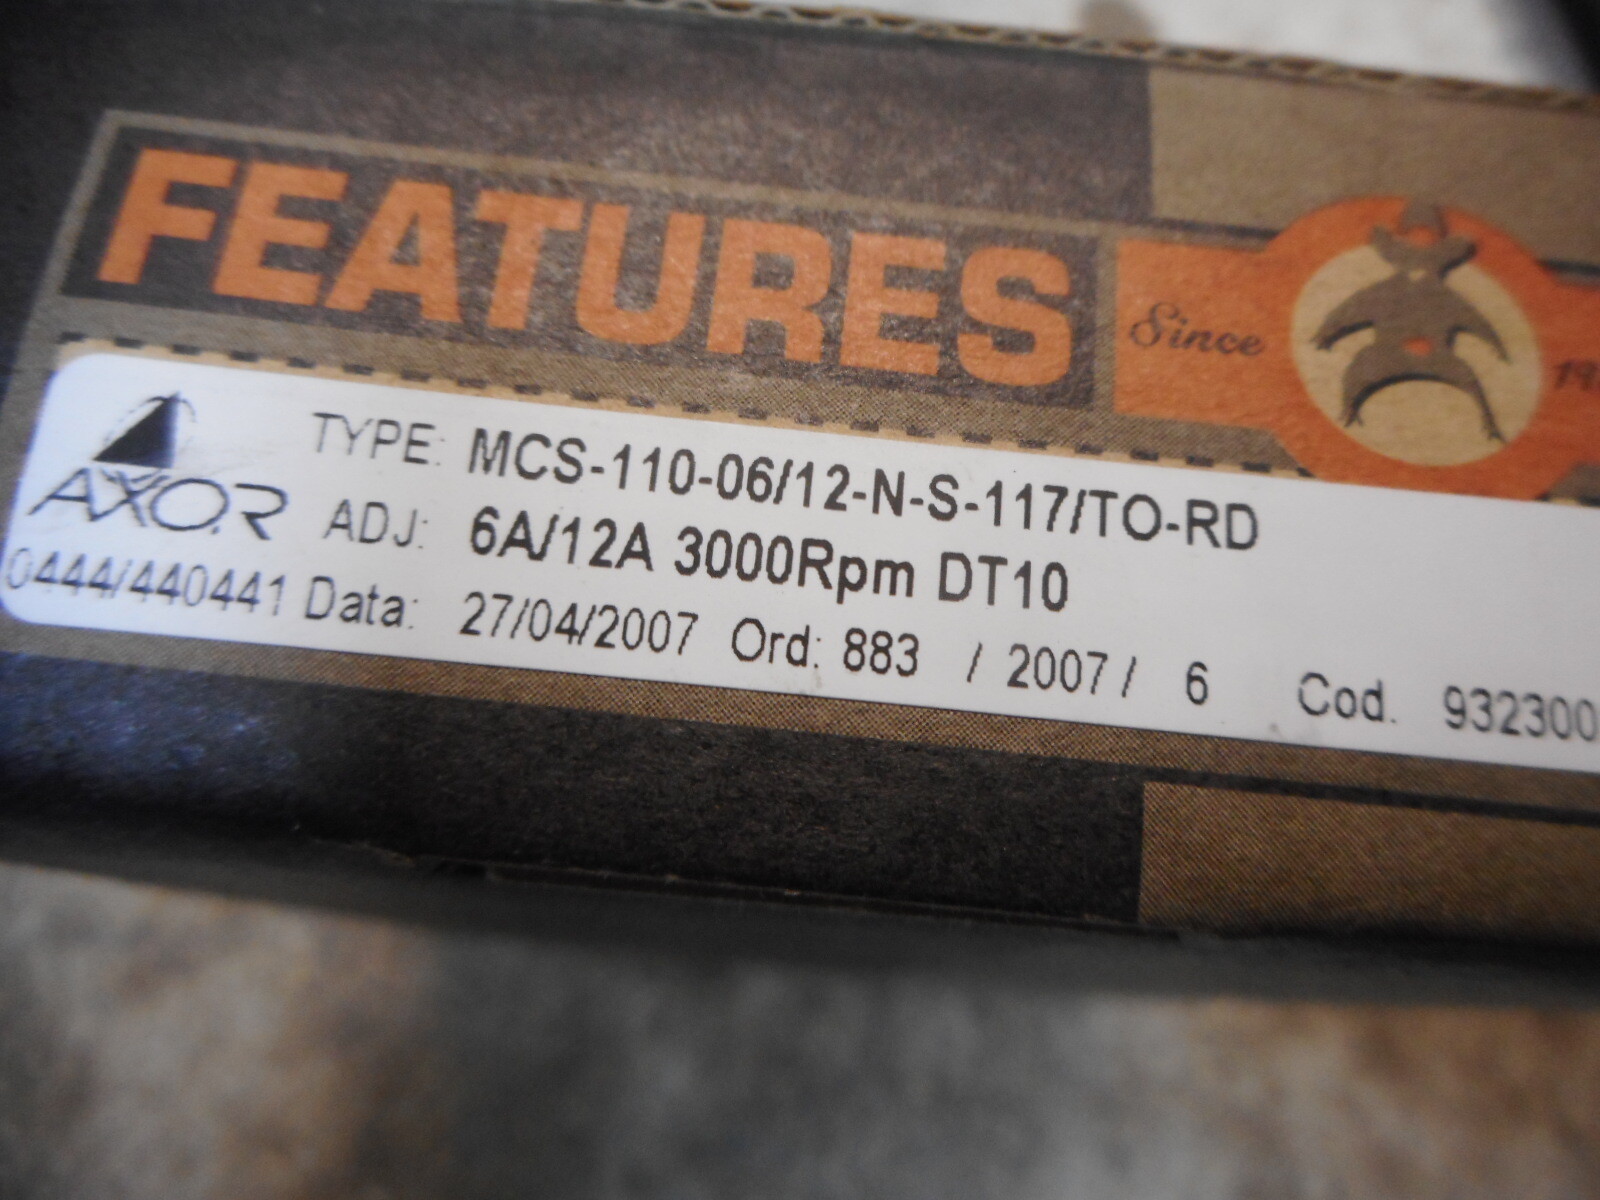 FEATURES
Since
AXOR
TYPE: MCS-110-06/12-N-S-117/TO-RD
ADJ: 6A/12A 3000Rpm DT10
0444/440441 Data: 27/04/2007 Ord: 883 / 2007 / 6 Cod. 932300